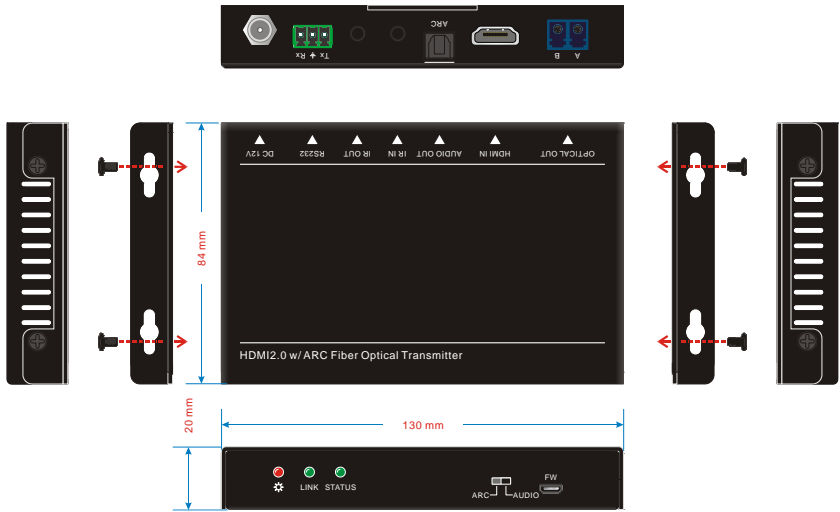 ARC
Tx ⏚ Rx
B A
DC 12V RS232 IR OUT IR IN AUDIO OUT HDMI IN OPTICAL OUT
84 mm
HDMI2.0 w/ ARC Fiber Optical Transmitter
20 mm
130 mm
LINK STATUS
ARC AUDIO
FW